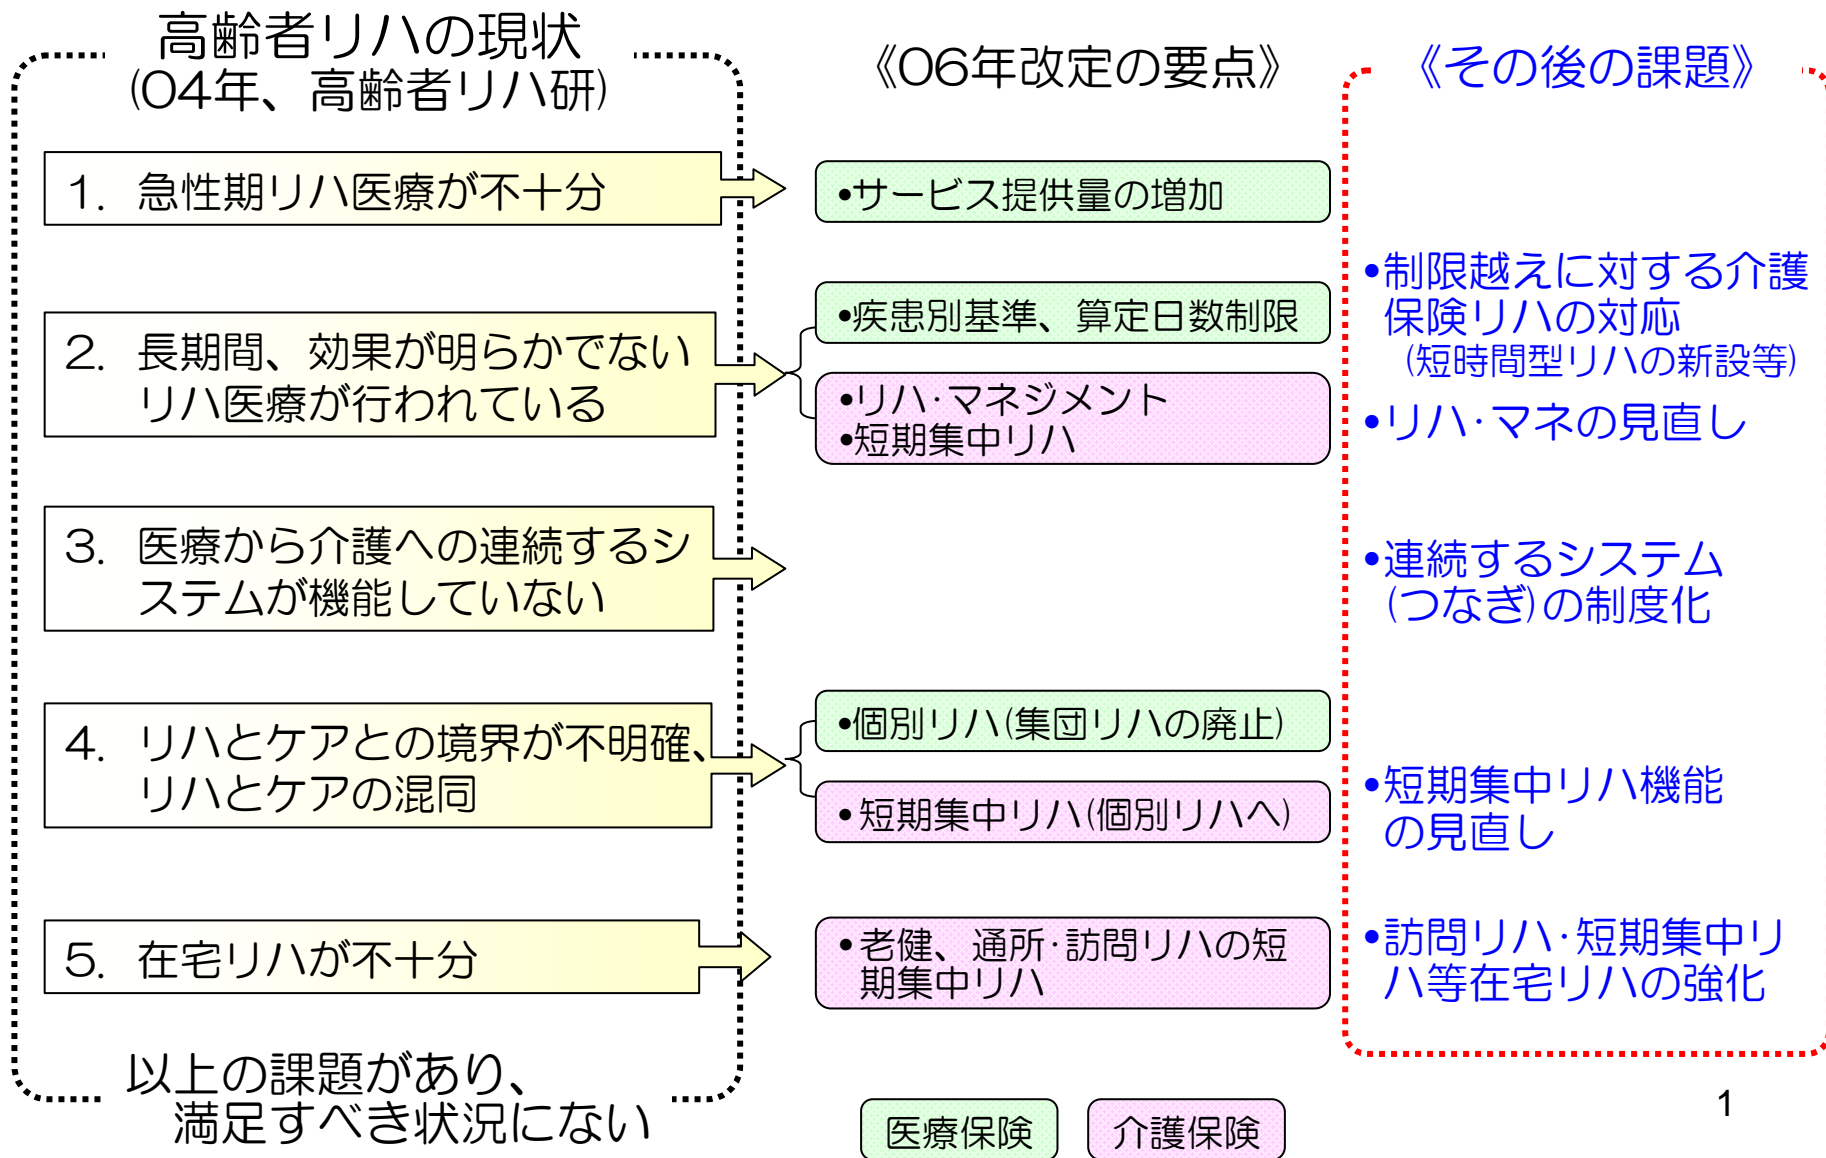 高齢者リハの現状
(04年、高齢者リハ研)
1. 急性期リハ医療が不十分
2. 長期間、効果が明らかでない
リハ医療が行われている
3. 医療から介護への連続するシ
ステムが機能していない
4. リハとケアとの境界が不明確、
リハとケアの混同
5. 在宅リハが不十分
以上の課題があり、
満足すべき状況にない
《06年改定の要点》
•サービス提供量の増加
•疾患別基準、算定日数制限
•リハ・マネジメント
•短期集中リハ
•個別リハ(集団リハの廃止)
•短期集中リハ(個別リハへ)
•老健、通所・訪問リハの短
期集中リハ
医療保険
介護保険
《その後の課題》
•制限越えに対する介護
保険リハの対応
(短時間型リハの新設等)
•リハ・マネの見直し
•連続するシステム
(つなぎ)の制度化
•短期集中リハ機能
の見直し
•訪問リハ・短期集中リ
ハ等在宅リハの強化
1